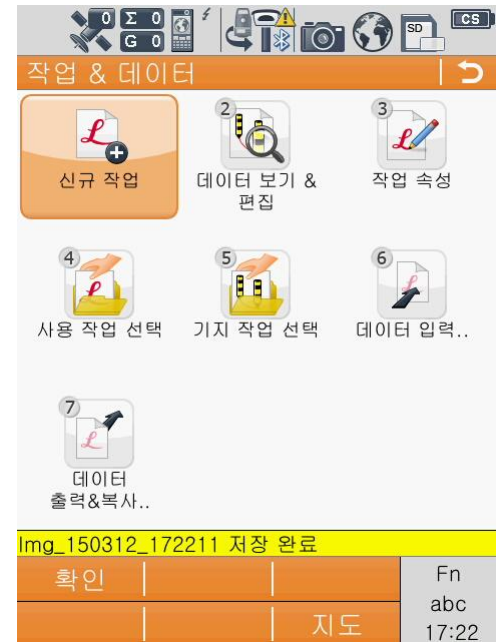 0 Σ 0
G 0
SD
CS
작업 & 데이터
신규 작업
2
데이터 보기 &
편집
3
작업 속성
4
사용 작업 선택
5
기지 작업 선택
6
데이터 입력..
7
데이터
출력&복사..
Img_150312_172211 저장 완료
확인
Fn
abc
지도
17:22